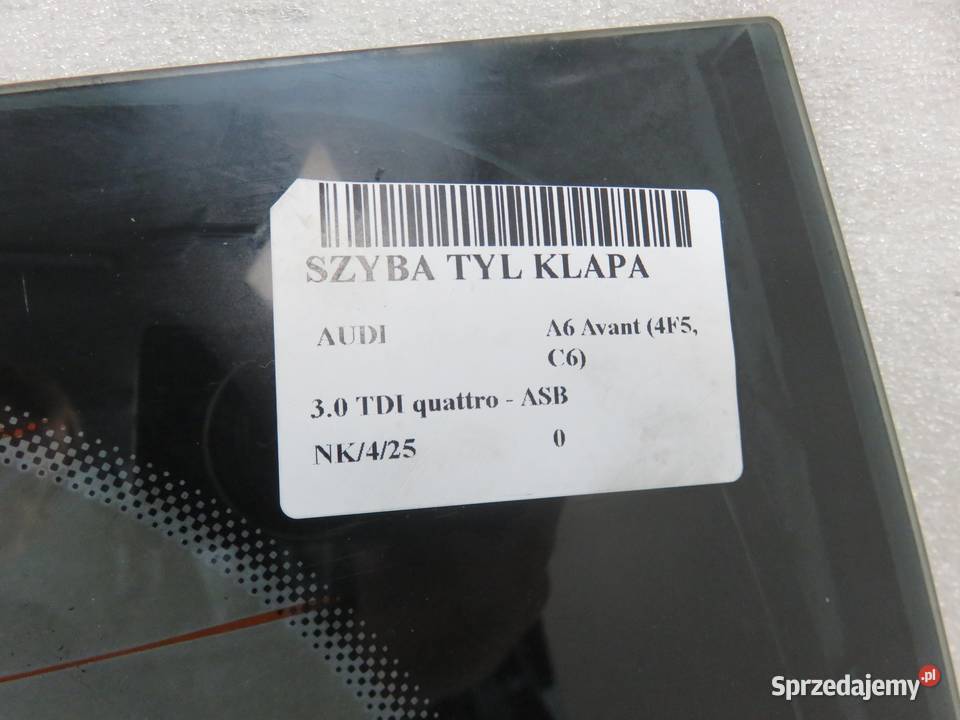 SZYBA TYL KLAPA
AUDI
A6 Avant (4F5,
C6)
3.0 TDI quattro - ASB
NK/4/25
0
Sprzedajemy.pl